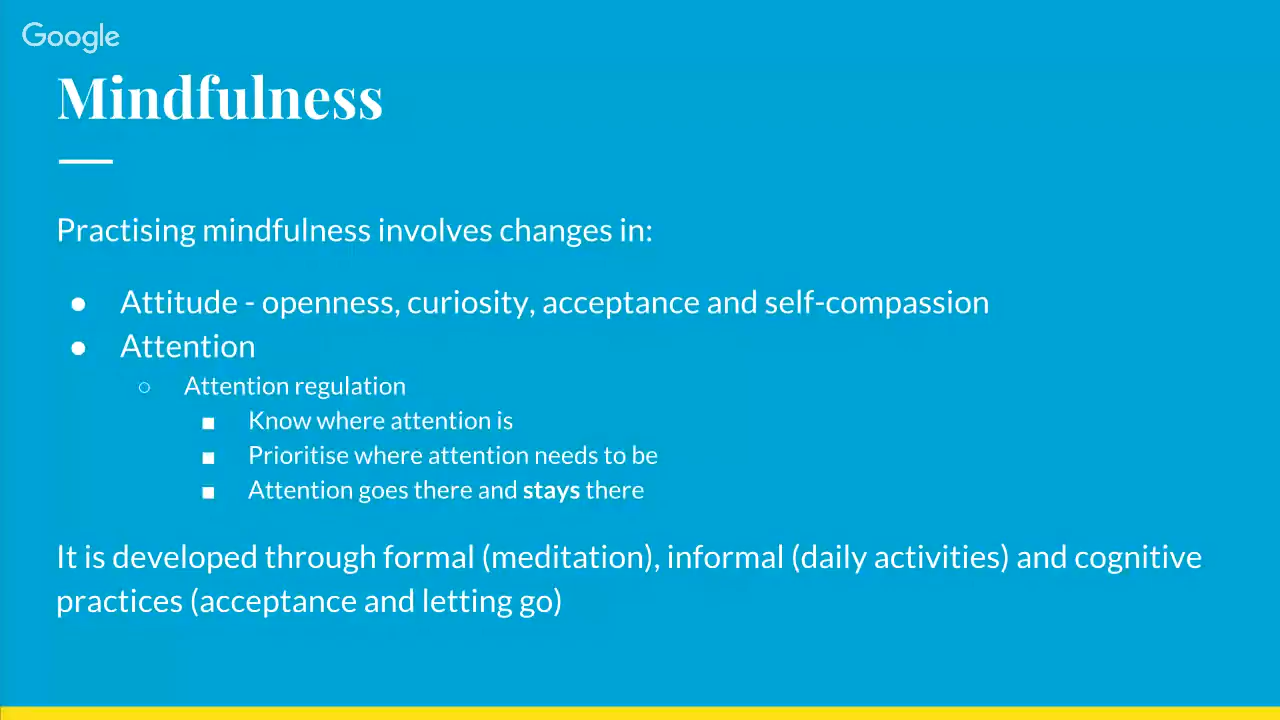 Google
Mindfulness
Practising mindfulness involves changes in:
● Attitude - openness, curiosity, acceptance and self-compassion
● Attention
○ Attention regulation
■ Know where attention is
■ Prioritise where attention needs to be
■ Attention goes there and stays there
It is developed through formal (meditation), informal (daily activities) and cognitive
practices (acceptance and letting go)